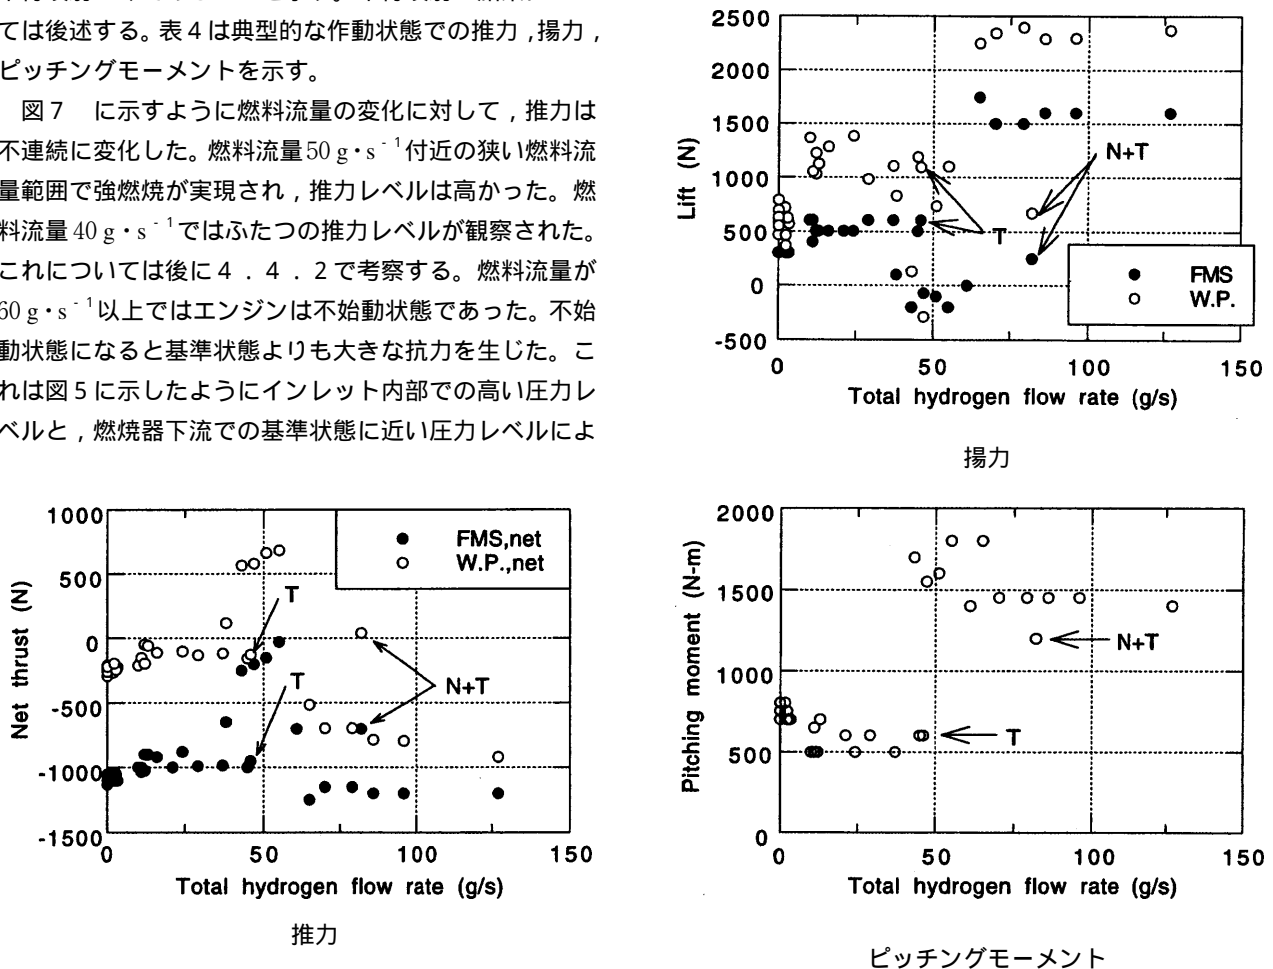 ては後述する。表４は典型的な作動状態での推力，揚力，
ピッチングモーメントを示す。
図７　に示すように燃料流量の変化に対して，推力は
不連続に変化した。燃料流量50 g・s⁻¹付近の狭い燃料流
量範囲で強燃焼が実現され，推力レベルは高かった。燃
料流量 40 g・s⁻¹ではふたつの推力レベルが観察された。
これについては後に４．４．２で考察する。燃料流量が
60 g・s⁻¹以上ではエンジンは不始動状態であった。不始
動状態になると基準状態よりも大きな抗力を生じた。こ
れは図５に示したようにインレット内部での高い圧力レ
ベルと，燃焼器下流での基準状態に近い圧力レベルによ
1000
500
0
-500
-1000
-1500
Net thrust (N)
FMS,net
W.P.,net
T
T
N+T
0 50 100 150
Total hydrogen flow rate (g/s)
推力
2500
2000
1500
1000
500
0
-500
Lift (N)
N+T
T
FMS
W.P.
0 50 100 150
Total hydrogen flow rate (g/s)
揚力
2000
1500
1000
500
0
Pitching moment (N-m)
N+T
T
0 50 100 150
Total hydrogen flow rate (g/s)
ピッチングモーメント